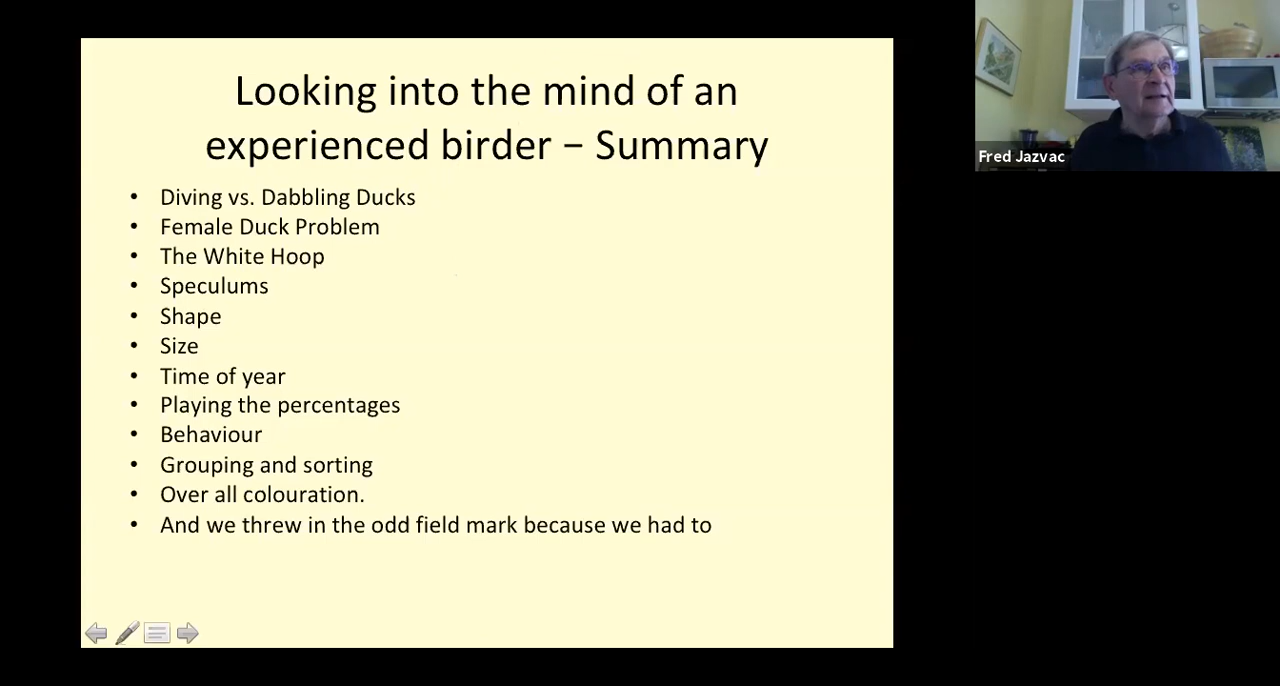 Looking into the mind of an
experienced birder – Summary
• Diving vs. Dabbling Ducks
• Female Duck Problem
• The White Hoop
• Speculums
• Shape
• Size
• Time of year
• Playing the percentages
• Behaviour
• Grouping and sorting
• Over all colouration.
• And we threw in the odd field mark because we had to
Fred Jazvac